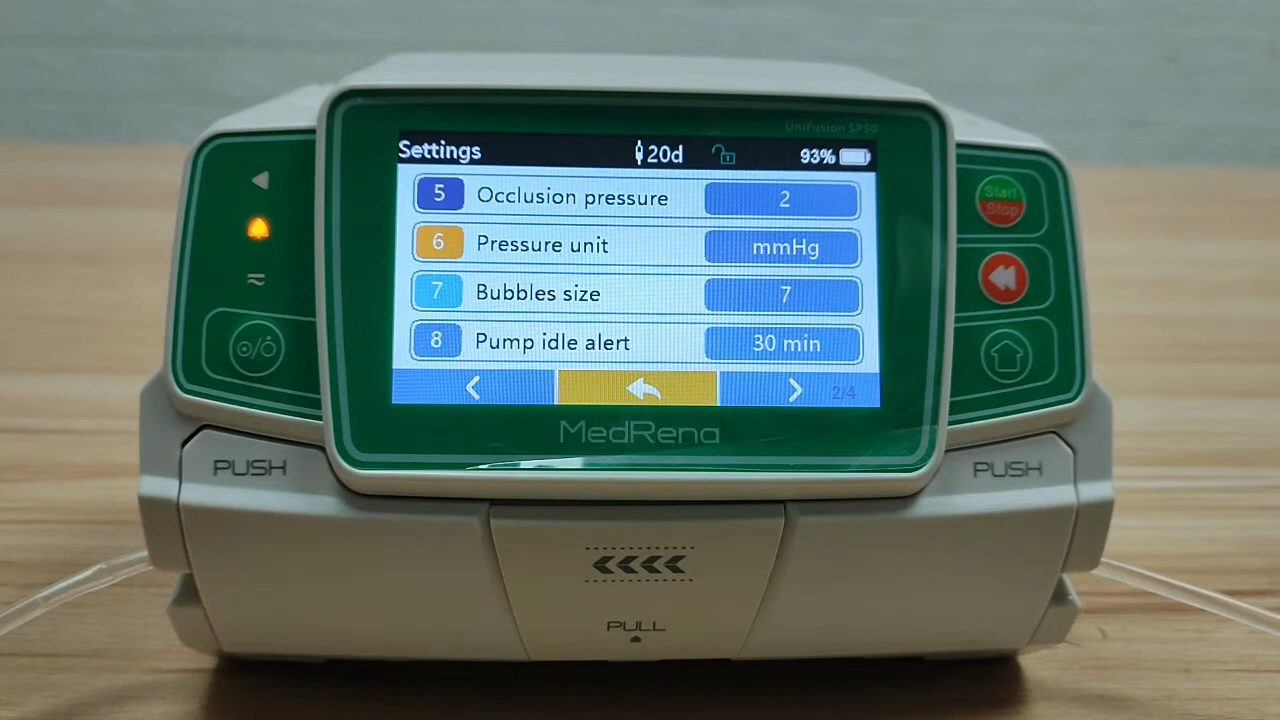 UniFusion SP50
Settings 20d 93%
5 Occlusion pressure 2
6 Pressure unit mmHg
7 Bubbles size 7
8 Pump idle alert 30 min
2/4
Start
Stop
MedRena
PUSH
PUSH
PULL